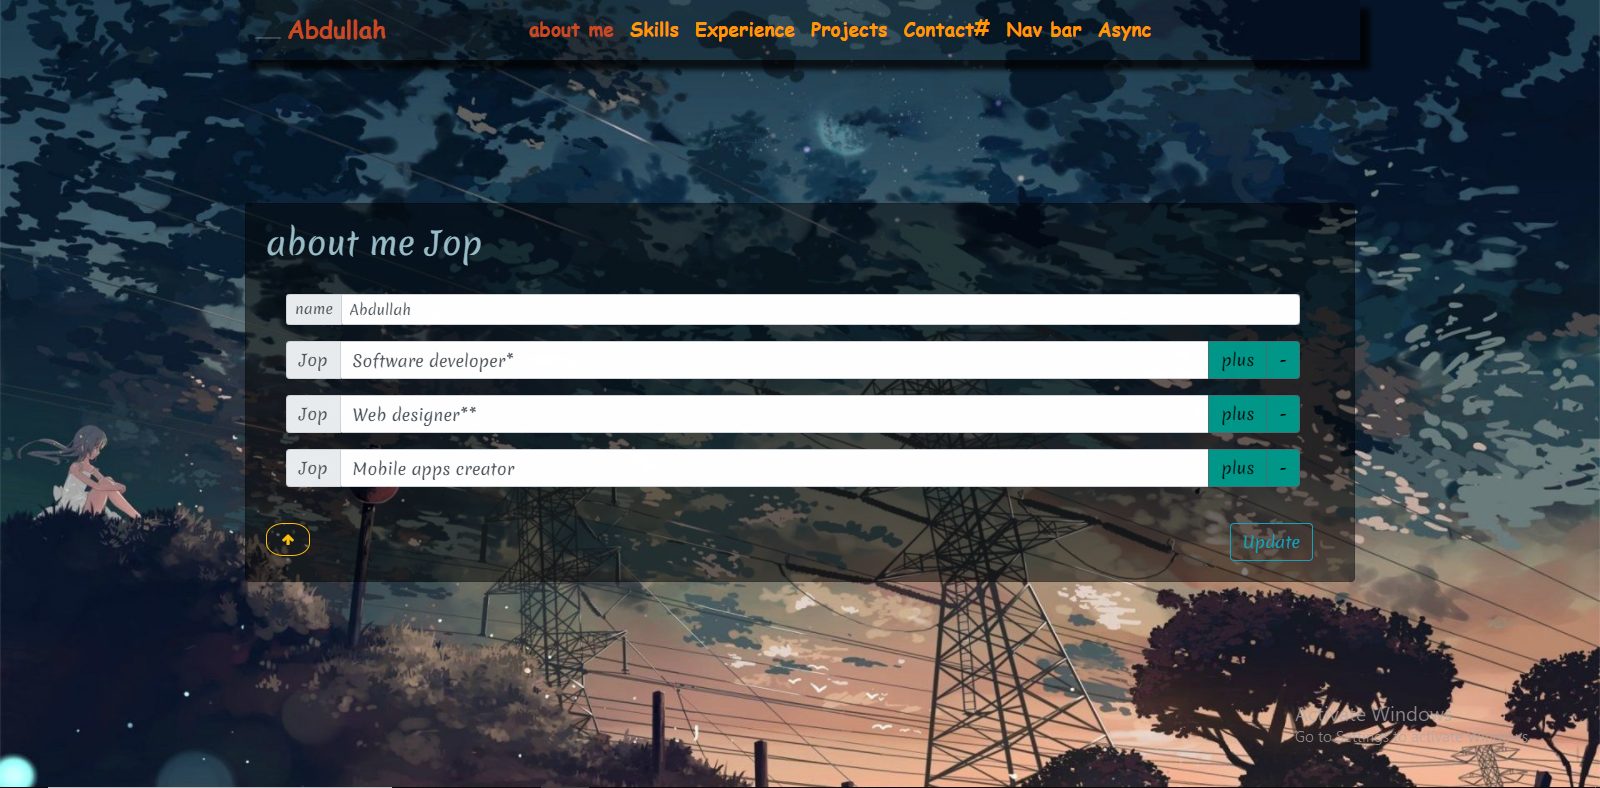 __ Abdullah about me Skills Experience Projects Contact# Nav bar Async
about me Jop
name Abdullah
Jop Software developer* plus -
Jop Web designer** plus -
Jop Mobile apps creator plus -
Update
Activate Windows
Go to Settings to activate Windows.